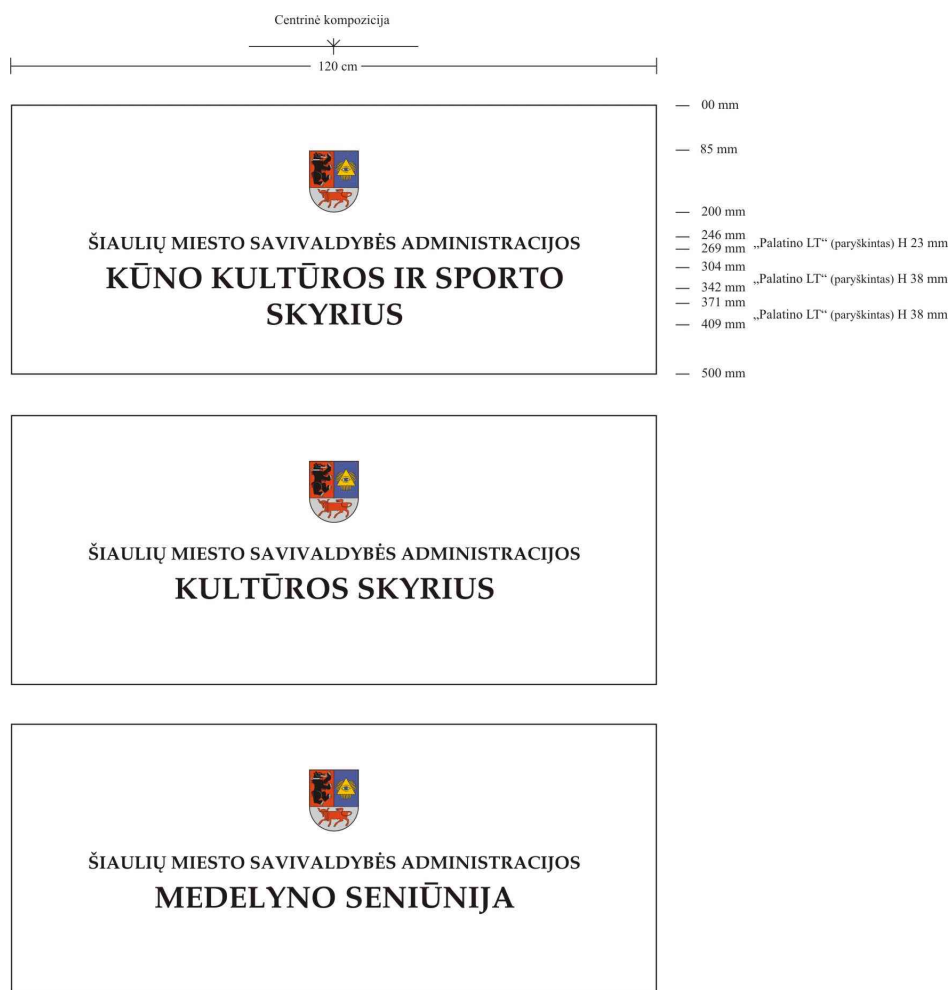 Centrinė kompozicija
120 cm
00 mm
85 mm
200 mm
ŠIAULIŲ MIESTO SAVIVALDYBĖS ADMINISTRACIJOS
246 mm
269 mm
„Palatino LT“ (paryškintas) H 23 mm
KŪNO KULTŪROS IR SPORTO
304 mm
342 mm
„Palatino LT“ (paryškintas) H 38 mm
SKYRIUS
371 mm
409 mm
„Palatino LT“ (paryškintas) H 38 mm
500 mm
ŠIAULIŲ MIESTO SAVIVALDYBĖS ADMINISTRACIJOS
KULTŪROS SKYRIUS
ŠIAULIŲ MIESTO SAVIVALDYBĖS ADMINISTRACIJOS
MEDELYNO SENIŪNIJA